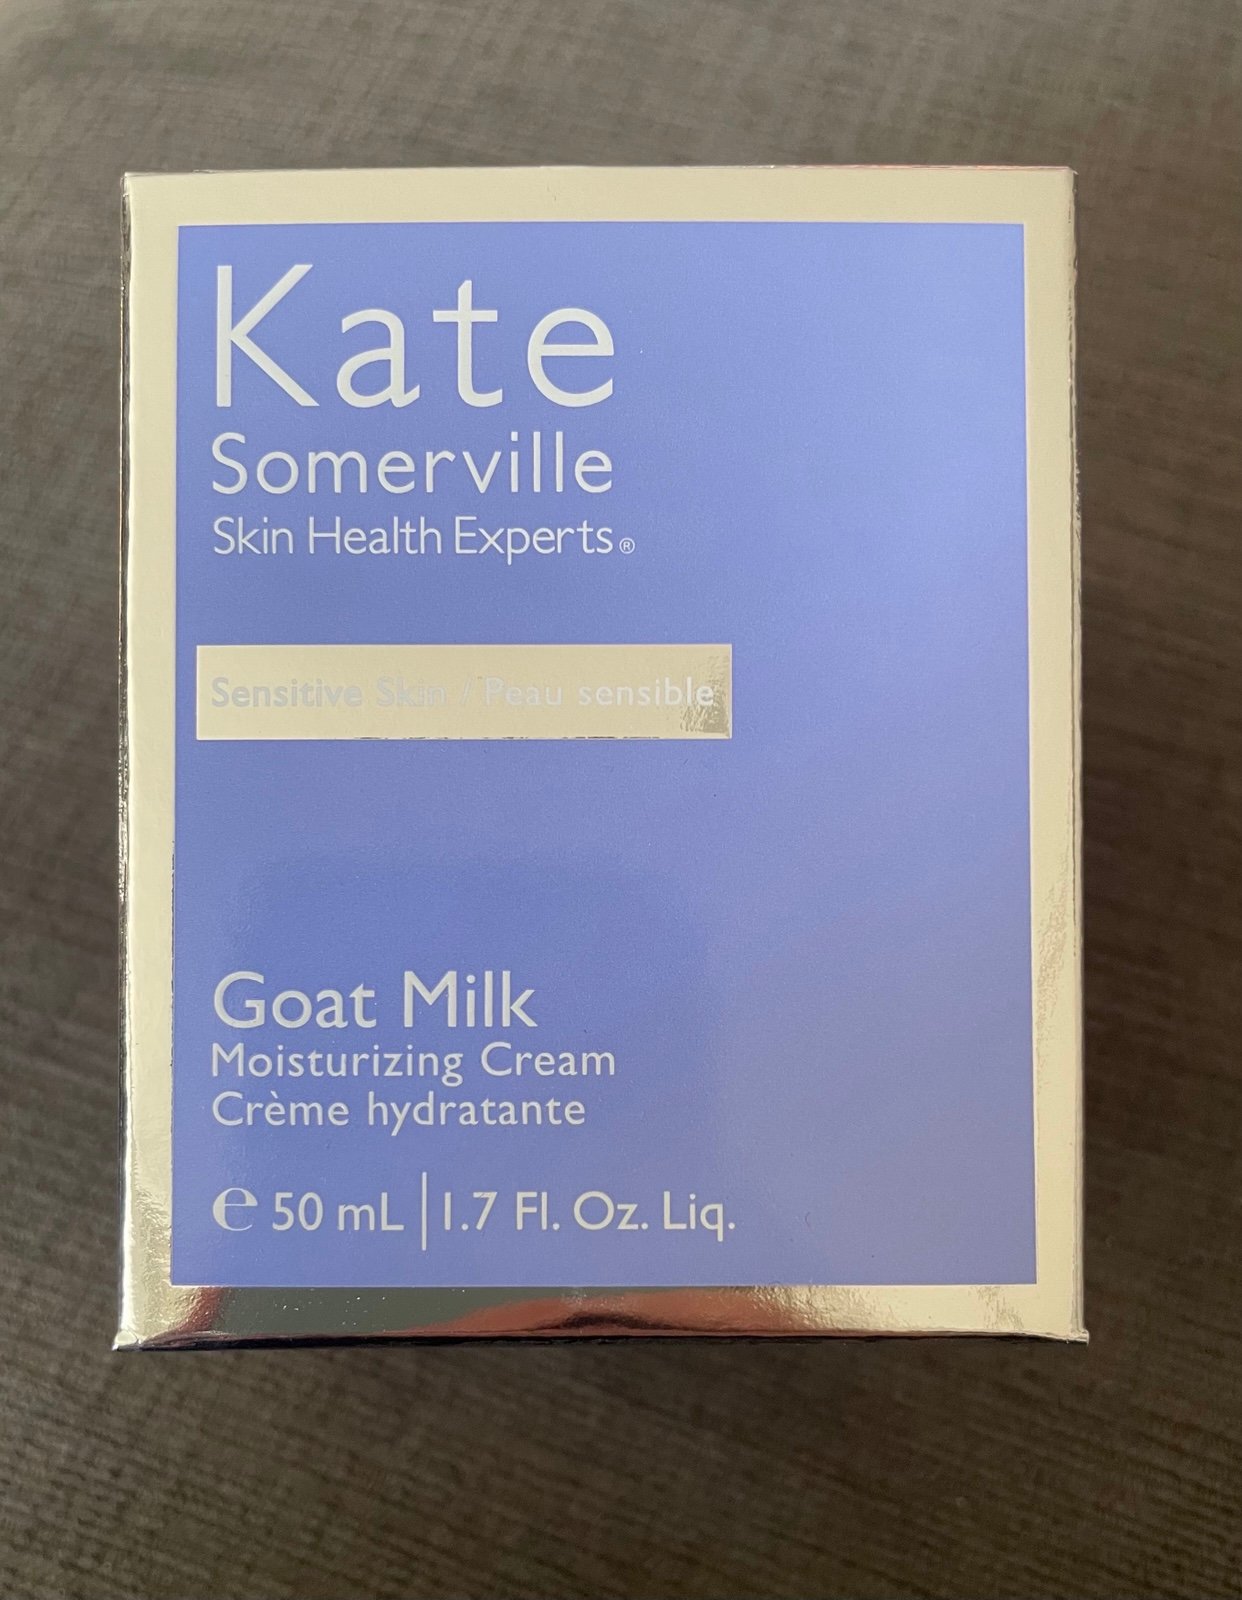 Kate
Somerville
Skin Health Experts®
Sensitive Skin / Peau sensible
Goat Milk
Moisturizing Cream
Crème hydratante
℮ 50 mL | 1.7 Fl. Oz. Liq.